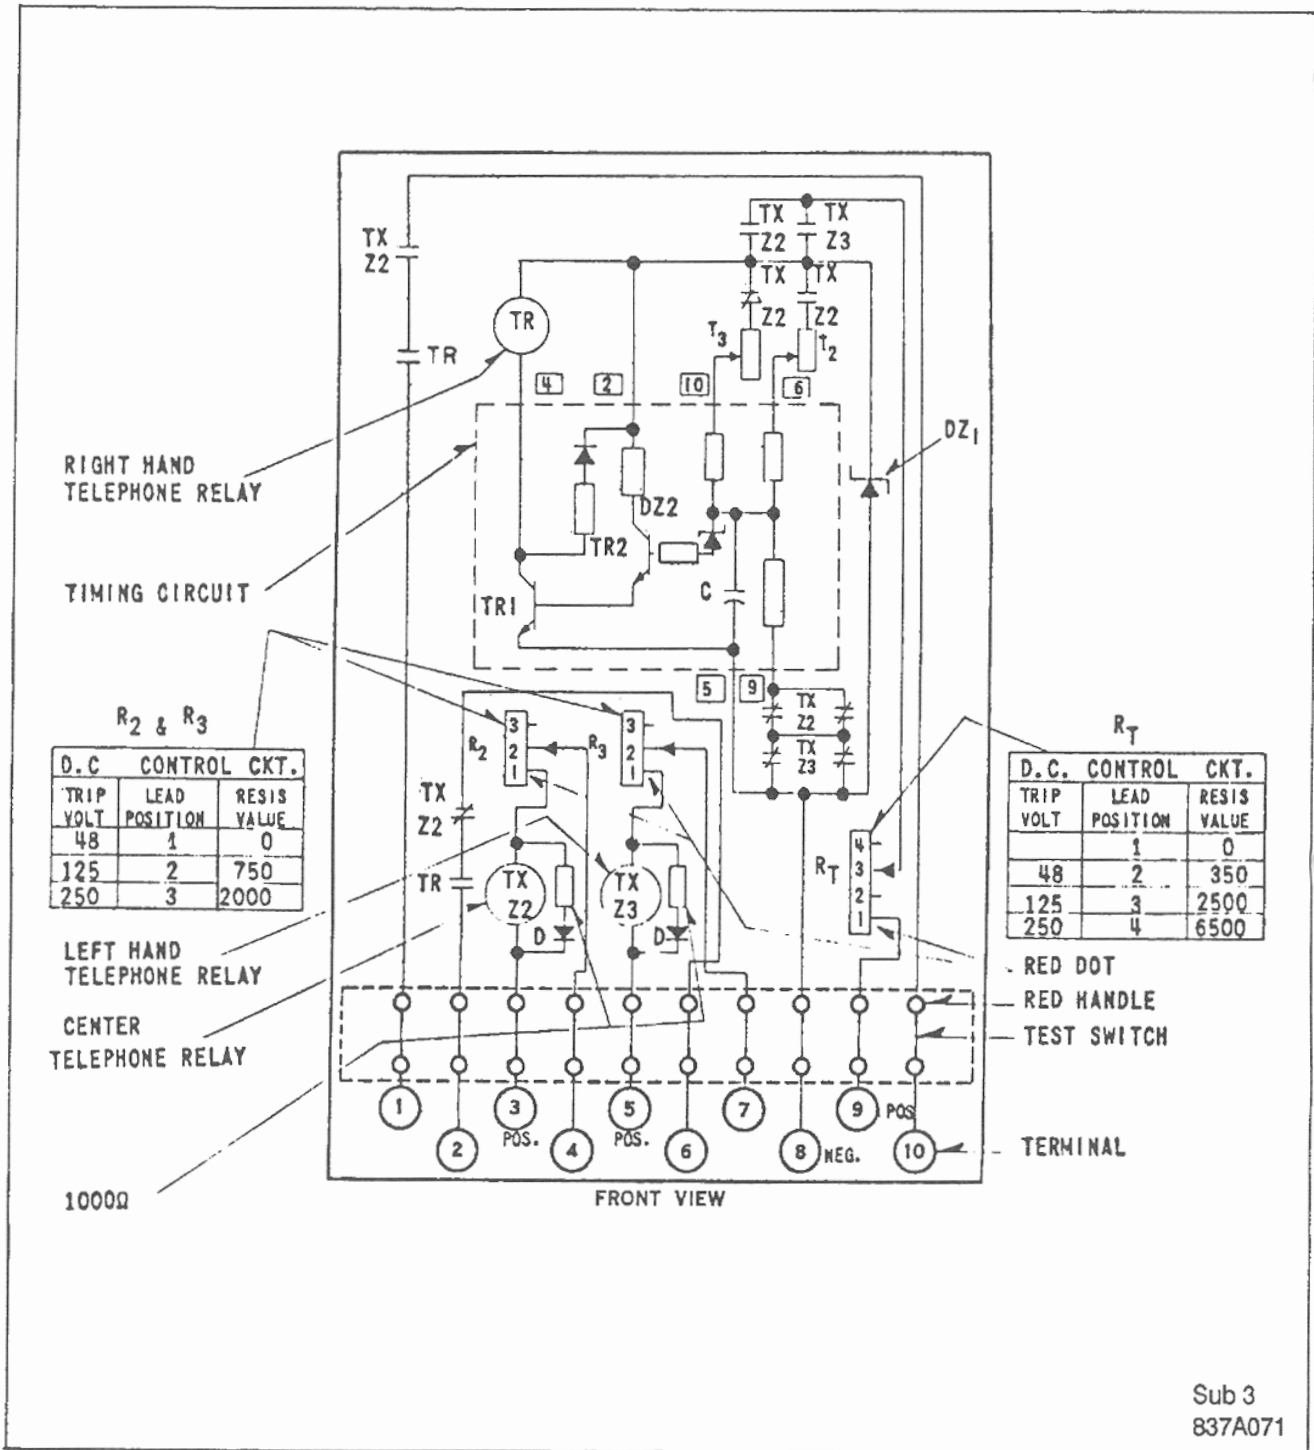 TX
Z2
TX
Z2
TX
Z3
TX
Z2
TX
Z2
T3
T2
TR
TR
4
2
10
6
DZ1
RIGHT HAND
TELEPHONE RELAY
DZ2
TR2
TIMING CIRCUIT
TR1
C
5
9
TX
Z2
TX
Z3
R2 & R3
D.C CONTROL CKT.
TRIP VOLT LEAD POSITION RESIS VALUE
48 1 0
125 2 750
250 3 2000
R2
3
2
1
R3
3
2
1
TX
Z2
TR
TX
Z2
D
TX
Z3
D
RT
4
3
2
1
RT
D.C. CONTROL CKT.
TRIP VOLT LEAD POSITION RESIS VALUE
1 0
48 2 350
125 3 2500
250 4 6500
LEFT HAND
TELEPHONE RELAY
CENTER
TELEPHONE RELAY
RED DOT
RED HANDLE
TEST SWITCH
1
2
3
POS.
4
5
POS.
6
7
8
NEG.
9
POS
10
TERMINAL
1000Ω
FRONT VIEW
Sub 3
837A071